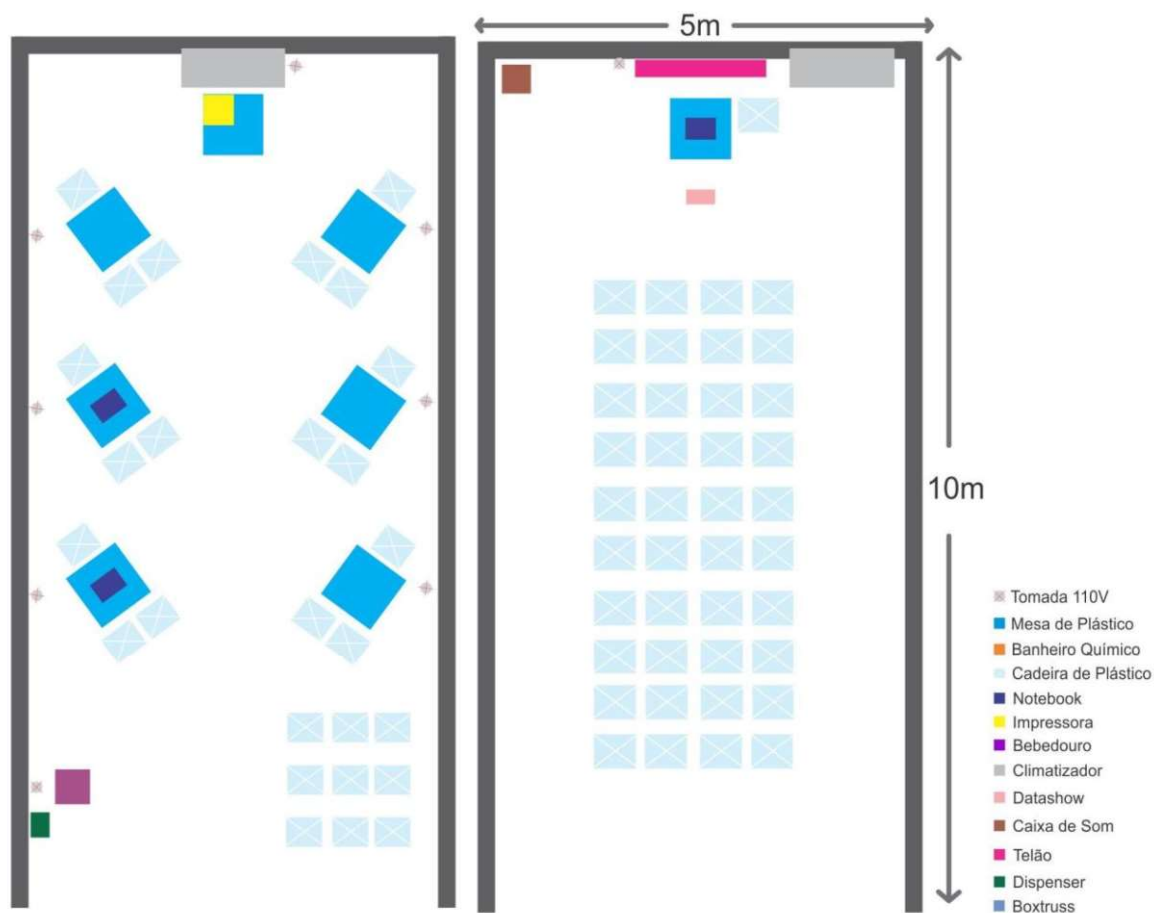 5m
10m
Tomada 110V
Mesa de Plástico
Banheiro Químico
Cadeira de Plástico
Notebook
Impressora
Bebedouro
Climatizador
Datashow
Caixa de Som
Telão
Dispenser
Boxtruss